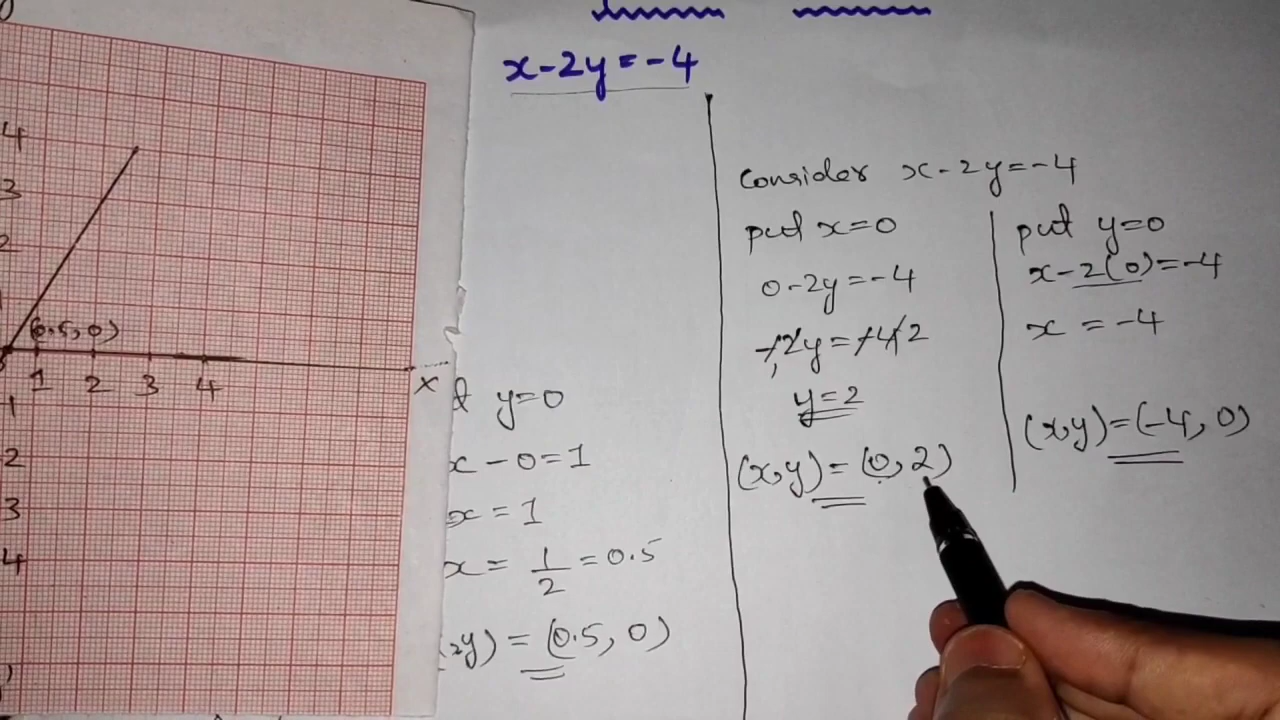 x-2y=-4
4
3
2
1
(0.5,0)
1 2 3 4 x
-1
2
3
4
y=0
x-0=1
x=1
x=1/2=0.5
y)=(0.5,0)
Consider x-2y=-4
put x=0
0-2y=-4
-2y=-4/2
y=2
(x,y)=(0,2)
put y=0
x-2(0)=-4
x=-4
(x,y)=(-4,0)